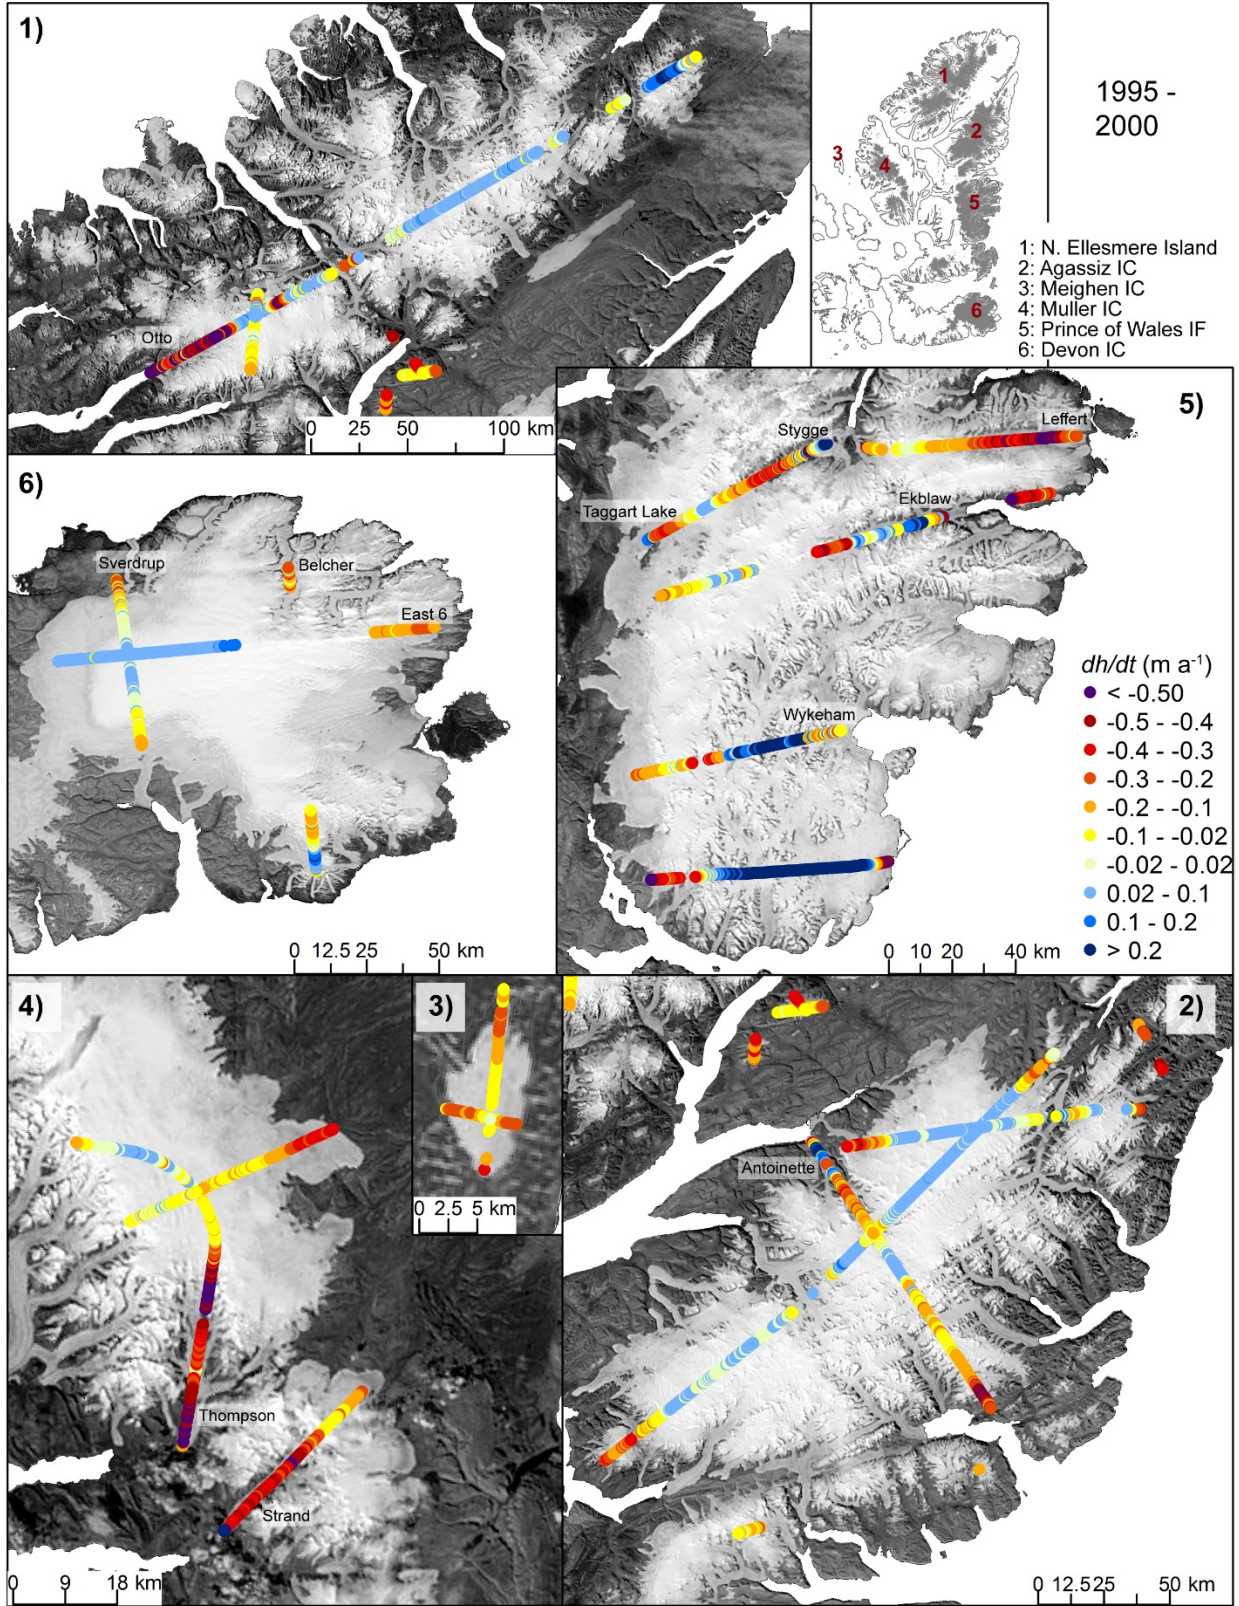 1)
Otto
0 50 100 km
1
2
3
4
5
6
1995 -
2000
1: N. Ellesmere Island
2: Agassiz IC
3: Meighen IC
4: Muller IC
5: Prince of Wales IF
6: Devon IC
5)
Stygge
Leffert
Taggart Lake
Ekblaw
Wykeham
dh/dt (m a⁻¹)
< -0.50
-0.5 - -0.4
-0.4 - -0.3
-0.3 - -0.2
-0.2 - -0.1
-0.1 - -0.02
-0.02 - 0.02
0.02 - 0.1
0.1 - 0.2
> 0.2
0 10 20 40 km
6)
Sverdrup
Belcher
East 6
0 12.5 25 50 km
4)
Thompson
Strand
0 9 18 km
3)
0 2.5 5 km
2)
Antoinette
0 12.5 25 50 km